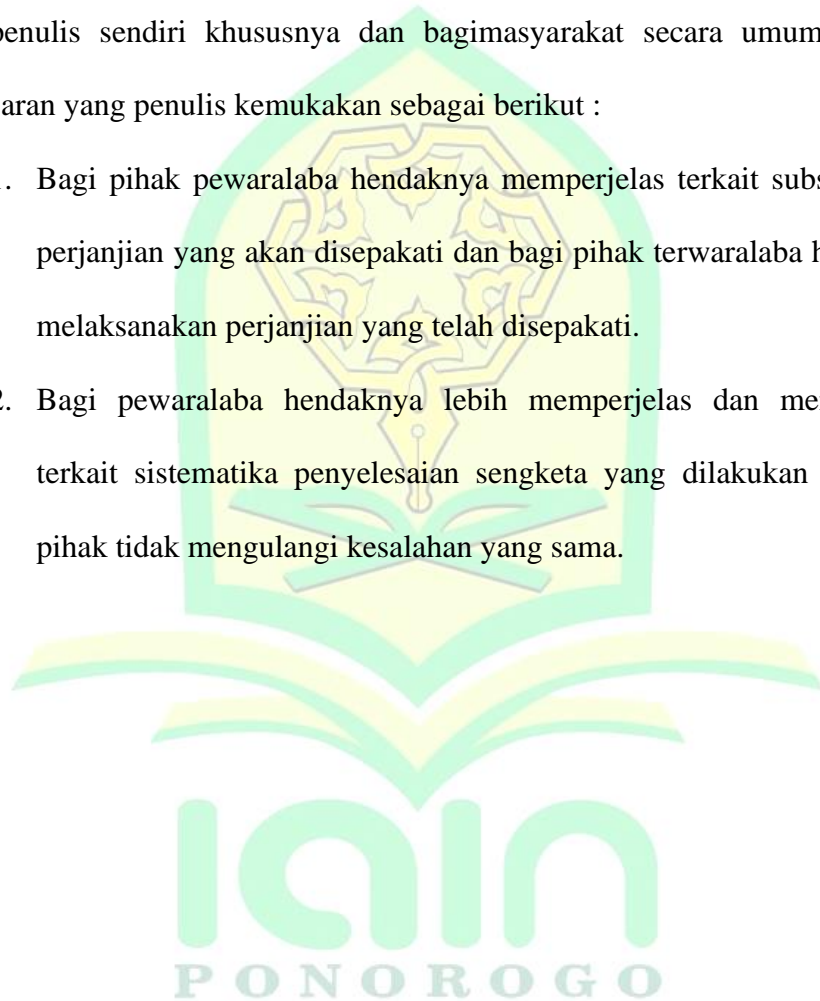 penulis sendiri khususnya dan bagimasyarakat secara umum
aran yang penulis kemukakan sebagai berikut :
1. Bagi pihak pewaralaba hendaknya memperjelas terkait subs
perjanjian yang akan disepakati dan bagi pihak terwaralaba h
melaksanakan perjanjian yang telah disepakati.
2. Bagi pewaralaba hendaknya lebih memperjelas dan me
terkait sistematika penyelesaian sengketa yang dilakukan
pihak tidak mengulangi kesalahan yang sama.
iain
PONOROGO